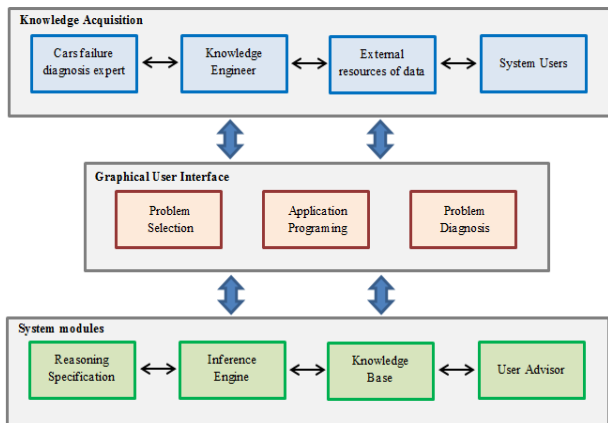 Knowledge Acquisition
Cars failure
diagnosis expert
Knowledge
Engineer
External
resources of data
System Users
Graphical User Interface
Problem
Selection
Application
Programing
Problem
Diagnosis
System modules
Reasoning
Specification
Inference
Engine
Knowledge
Base
User Advisor